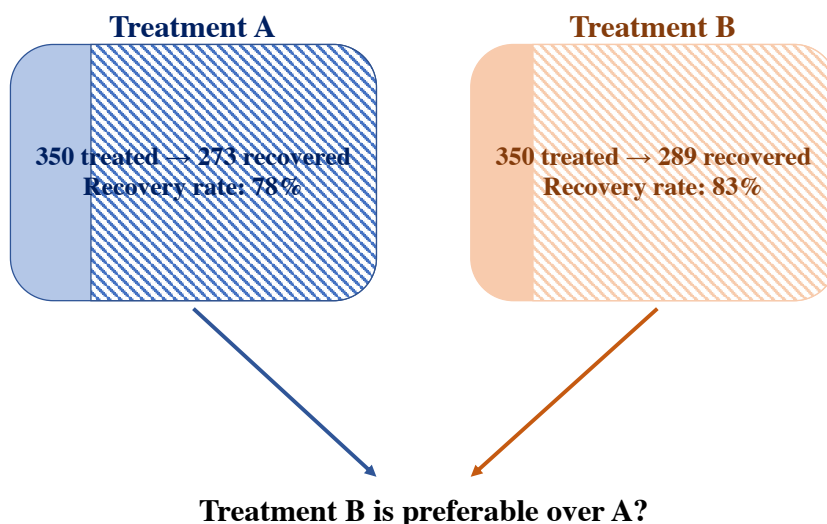 Treatment A
Treatment B
350 treated → 273 recovered
Recovery rate: 78%
350 treated → 289 recovered
Recovery rate: 83%
Treatment B is preferable over A?